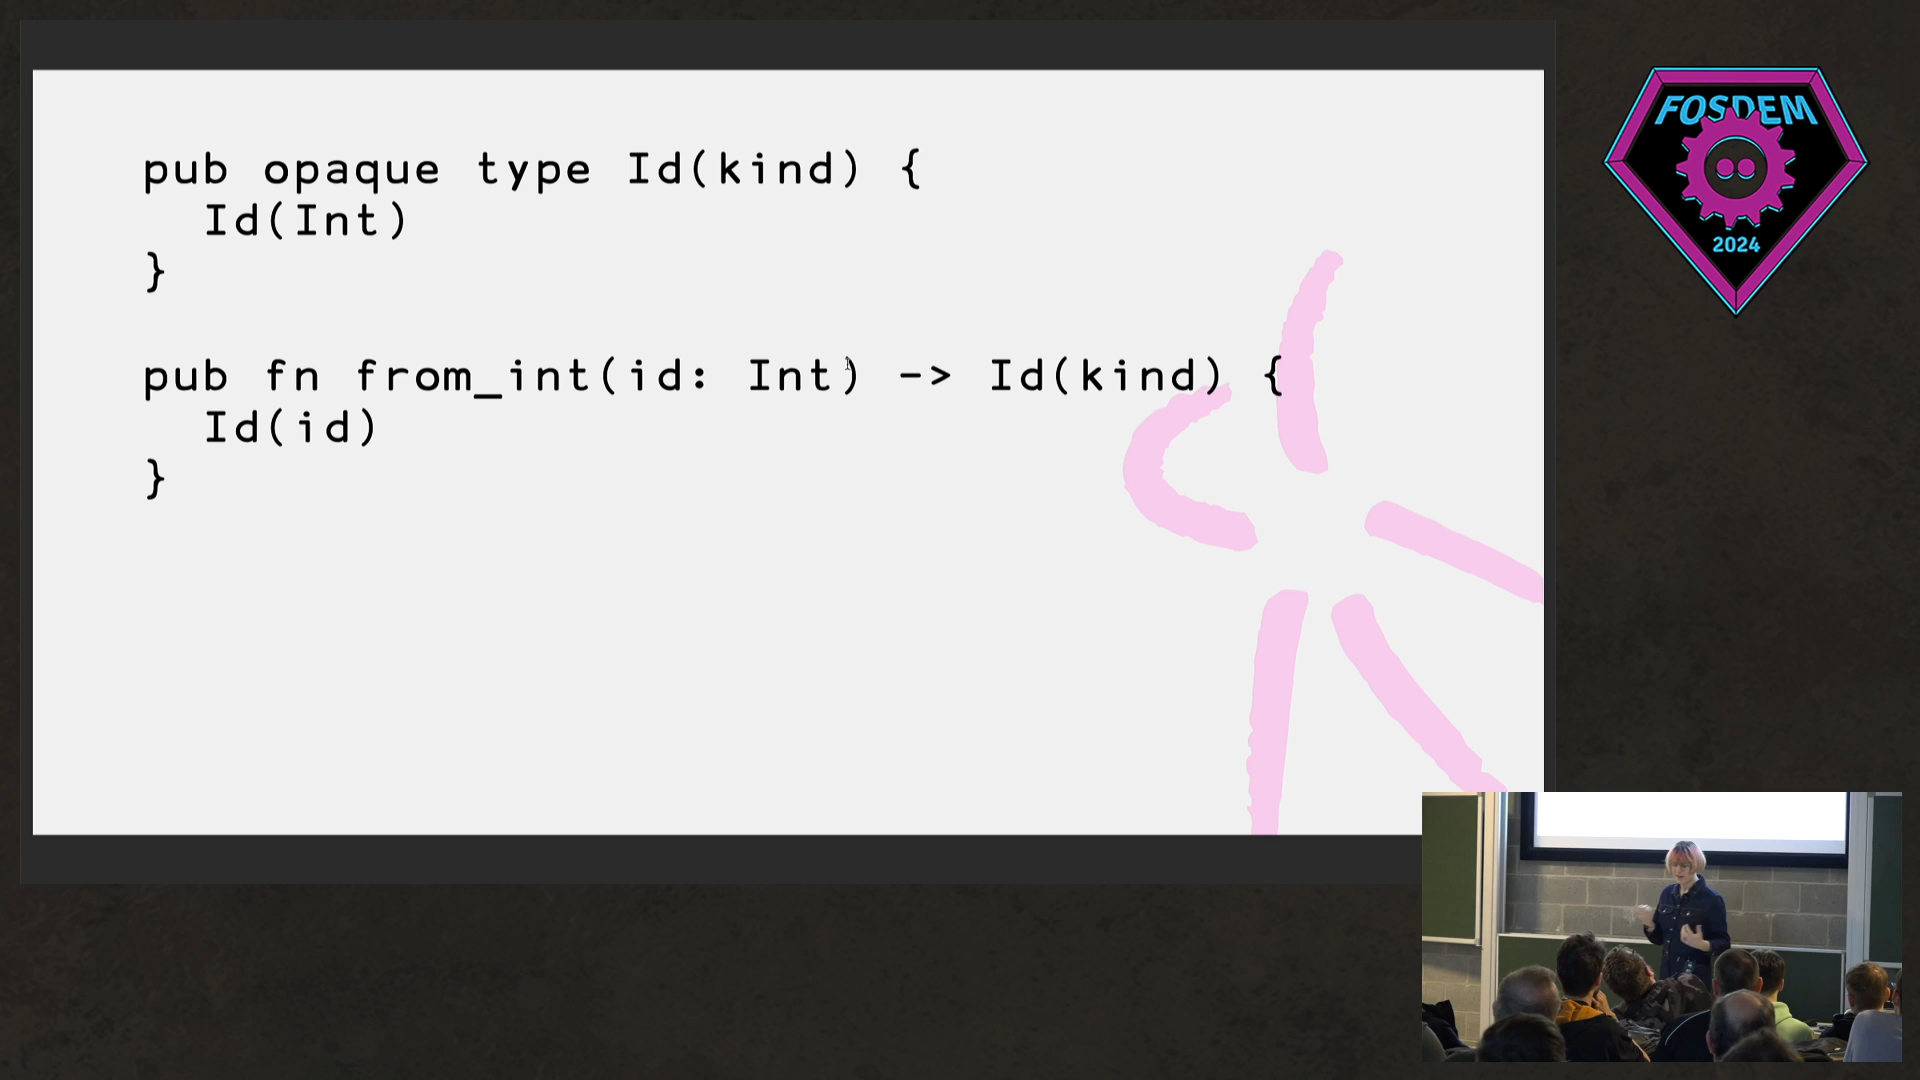 pub opaque type Id(kind) {
  Id(Int)
}
pub fn from_int(id: Int) -> Id(kind) {
  Id(id)
}
FOSDEM
2024